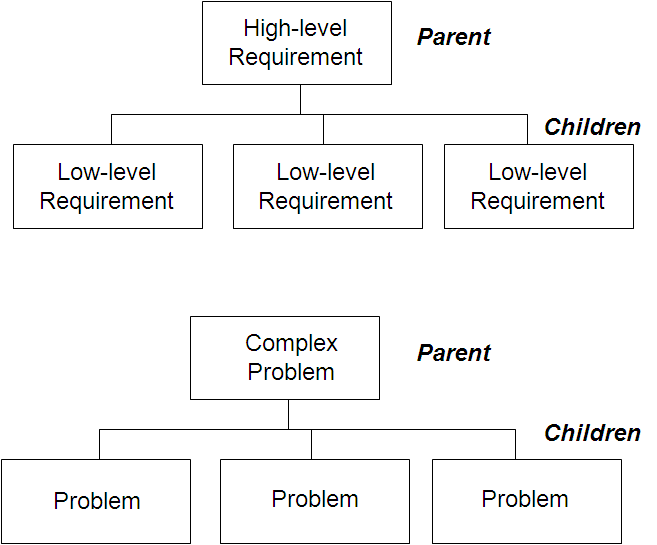 High-level
Requirement
Parent
Children
Low-level
Requirement
Low-level
Requirement
Low-level
Requirement
Complex
Problem
Parent
Children
Problem
Problem
Problem